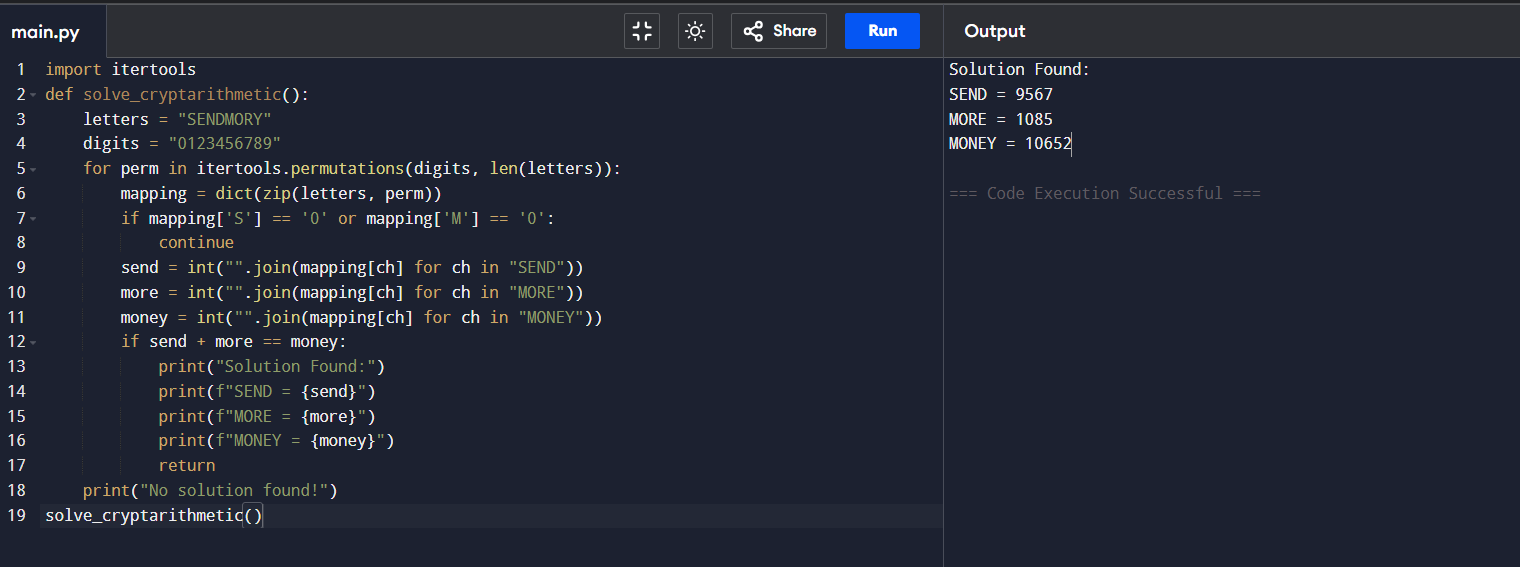 main.py
Share
Run
Output
1 import itertools
2 def solve_cryptarithmetic():
3     letters = "SENDMORY"
4     digits = "0123456789"
5     for perm in itertools.permutations(digits, len(letters)):
6         mapping = dict(zip(letters, perm))
7         if mapping['S'] == '0' or mapping['M'] == '0':
8             continue
9         send = int("".join(mapping[ch] for ch in "SEND"))
10         more = int("".join(mapping[ch] for ch in "MORE"))
11         money = int("".join(mapping[ch] for ch in "MONEY"))
12         if send + more == money:
13             print("Solution Found:")
14             print(f"SEND = {send}")
15             print(f"MORE = {more}")
16             print(f"MONEY = {money}")
17             return
18     print("No solution found!")
19 solve_cryptarithmetic()
Solution Found:
SEND = 9567
MORE = 1085
MONEY = 10652
=== Code Execution Successful ===